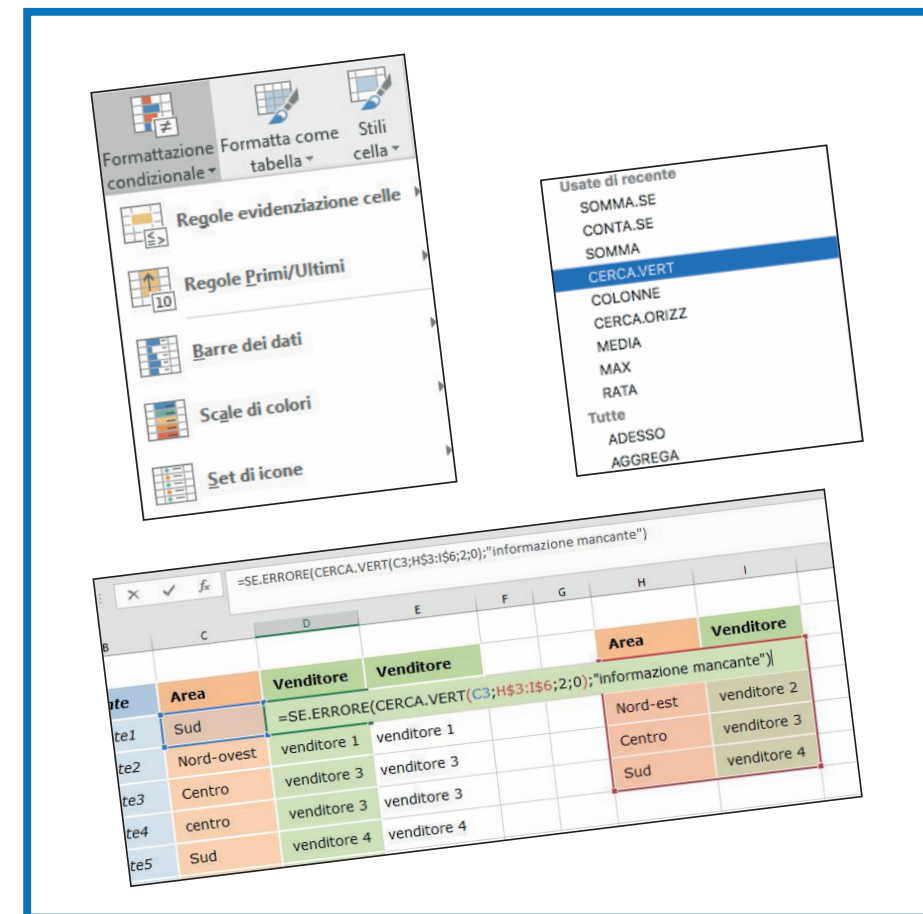 Formattazione
condizionale
Formatta come
tabella
Stili
cella
Regole evidenziazione celle
Regole Primi/Ultimi
10
Barre dei dati
Scale di colori
Set di icone
Usate di recente
SOMMA.SE
CONTA.SE
SOMMA
CERCA.VERT
COLONNE
CERCA.ORIZZ
MEDIA
MAX
RATA
Tutte
ADESSO
AGGREGA
fx =SE.ERRORE(CERCA.VERT(C3;H$3:I$6;2;0);"informazione mancante")
B C D E F G H I
nte Area Venditore Venditore Area Venditore
te1 Sud =SE.ERRORE(CERCA.VERT(C3;H$3:I$6;2;0);"informazione mancante")
te2 Nord-ovest venditore 1 venditore 1 Nord-est venditore 2
te3 Centro venditore 3 venditore 3 Centro venditore 3
te4 centro venditore 3 venditore 3 Sud venditore 4
te5 Sud venditore 4 venditore 4